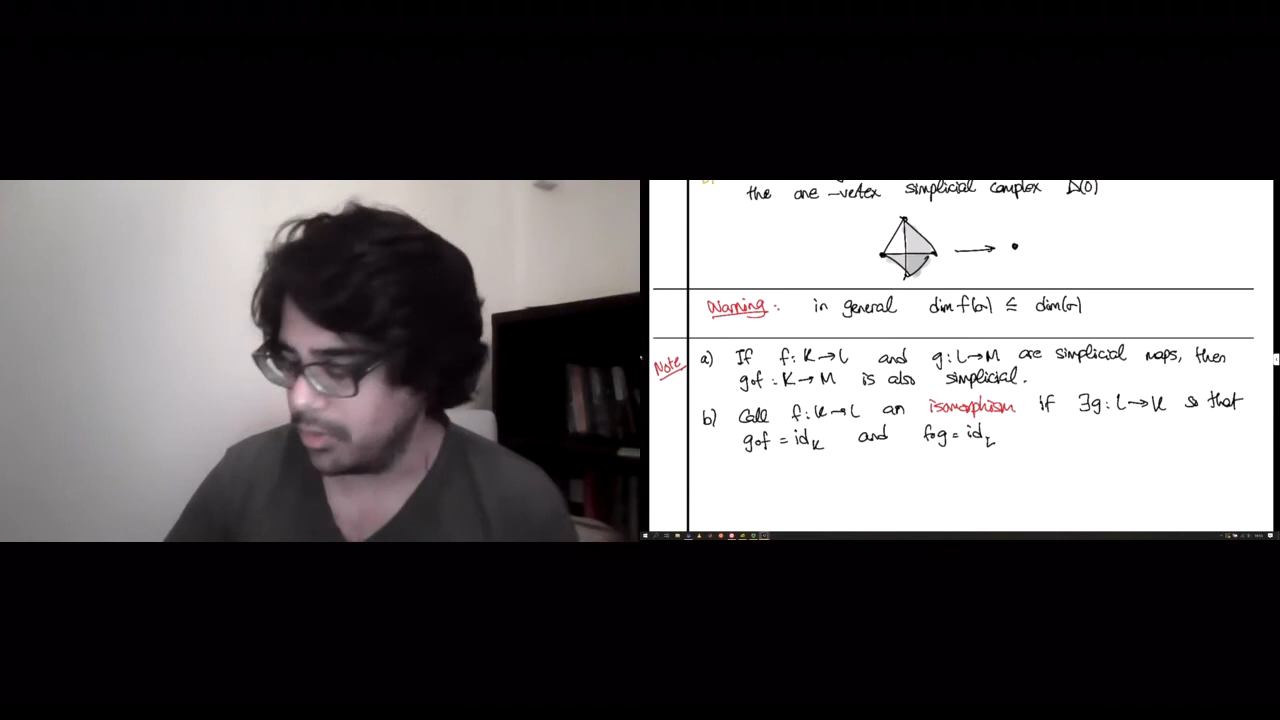 the one-vertex simplicial complex Δ(0)
Warning: in general dim f(σ) ≤ dim(σ)
Note a) If f: K→L and g: L→M are simplicial maps, then
g∘f : K→M is also simplicial.
b) Call f: K→L an isomorphism if ∃g: L→K so that
g∘f = id_K and f∘g = id_L